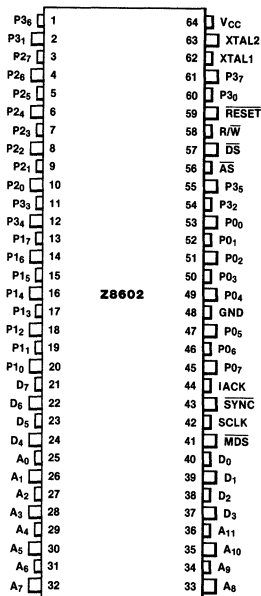 P3₆ 1 64 VCC
P3₁ 2 63 XTAL2
P2₇ 3 62 XTAL1
P2₆ 4 61 P3₇
P2₅ 5 60 P3₀
P2₄ 6 59 R̅E̅S̅E̅T̅
P2₃ 7 58 R/W̅
P2₂ 8 57 D̅S̅
P2₁ 9 56 A̅S̅
P2₀ 10 55 P3₅
P3₃ 11 54 P3₂
P3₄ 12 53 P0₀
P1₇ 13 52 P0₁
P1₆ 14 51 P0₂
P1₅ 15 50 P0₃
P1₄ 16 Z8602 49 P0₄
P1₃ 17 48 GND
P1₂ 18 47 P0₅
P1₁ 19 46 P0₆
P1₀ 20 45 P0₇
D₇ 21 44 IACK
D₆ 22 43 S̅Y̅N̅C̅
D₅ 23 42 SCLK
D₄ 24 41 M̅D̅S̅
A₀ 25 40 D₀
A₁ 26 39 D₁
A₂ 27 38 D₂
A₃ 28 37 D₃
A₄ 29 36 A₁₁
A₅ 30 35 A₁₀
A₆ 31 34 A₉
A₇ 32 33 A₈